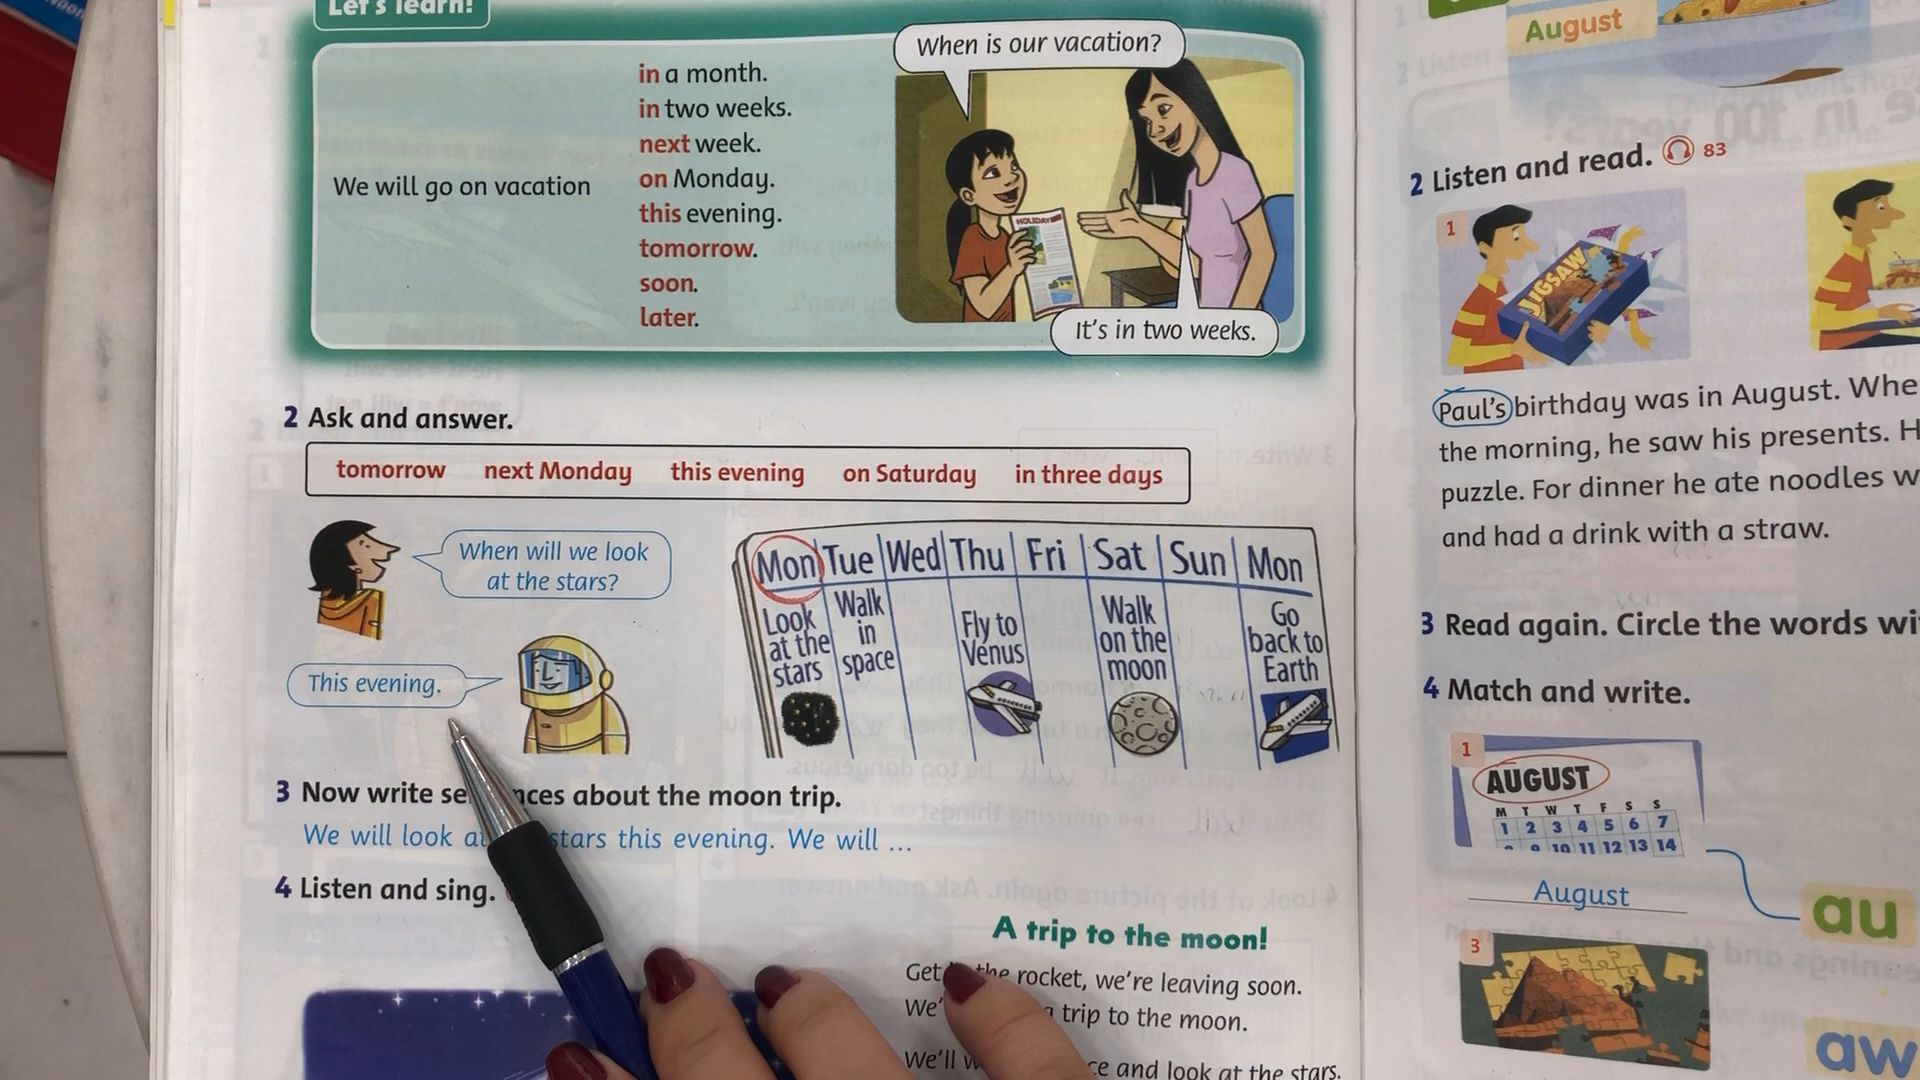 Let's learn!
When is our vacation?
We will go on vacation
in a month.
in two weeks.
next week.
on Monday.
this evening.
tomorrow.
soon.
later.
HOLIDAY
It's in two weeks.
2 Ask and answer.
tomorrow next Monday this evening on Saturday in three days
When will we look
at the stars?
This evening.
Mon Tue Wed Thu Fri Sat Sun Mon
Look
at the
stars
Walk
in
space
Fly to
Venus
Walk
on the
moon
Go
back to
Earth
3 Now write se nces about the moon trip.
We will look at stars this evening. We will ...
4 Listen and sing.
A trip to the moon!
Get the rocket, we're leaving soon.
We' trip to the moon.
We'll and look at the stars.
August
2 Listen and read. 83
1
JIGSAW
Paul's birthday was in August. Whe
the morning, he saw his presents. H
puzzle. For dinner he ate noodles w
and had a drink with a straw.
3 Read again. Circle the words wi
4 Match and write.
1
AUGUST
M T W T F S S
1 2 3 4 5 6 7
8 9 10 11 12 13 14
August
au
3
aw